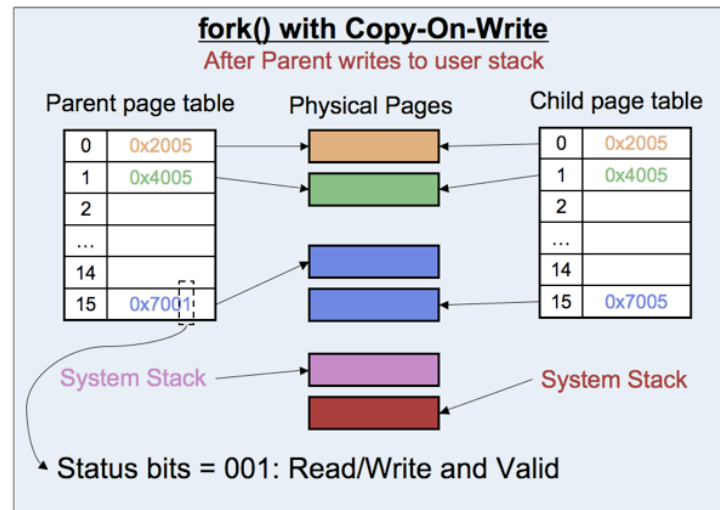 fork() with Copy-On-Write
After Parent writes to user stack
Parent page table
Physical Pages
Child page table
0 0x2005
1 0x4005
2
...
14
15 0x7001
0 0x2005
1 0x4005
2
...
14
15 0x7005
System Stack
System Stack
Status bits = 001: Read/Write and Valid